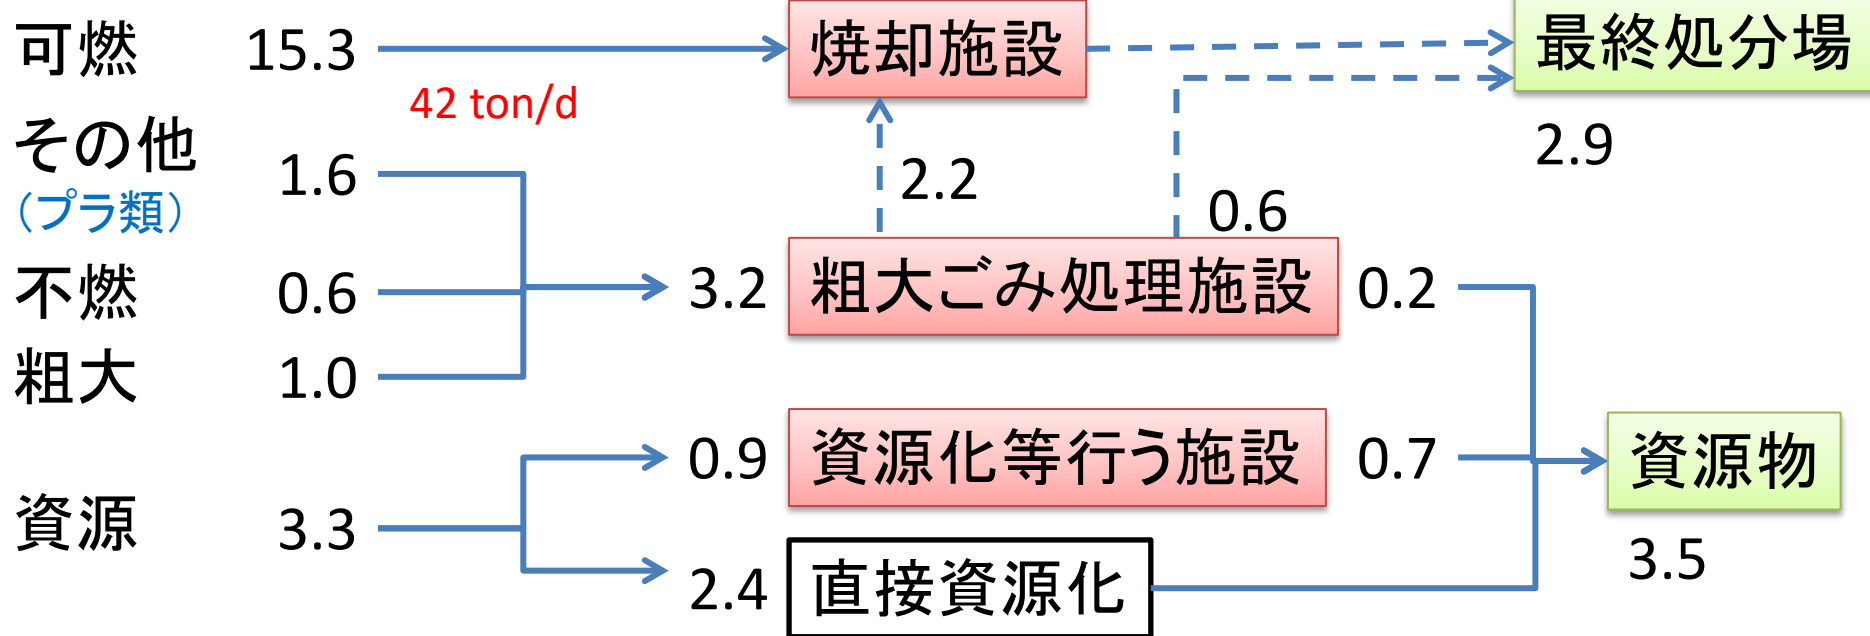 可燃 15.3 焼却施設 最終処分場
42 ton/d
その他 1.6 2.2 0.6 2.9
（プラ類）
不燃 0.6 3.2 粗大ごみ処理施設 0.2
粗大 1.0
0.9 資源化等行う施設 0.7 資源物
資源 3.3 3.5
2.4 直接資源化